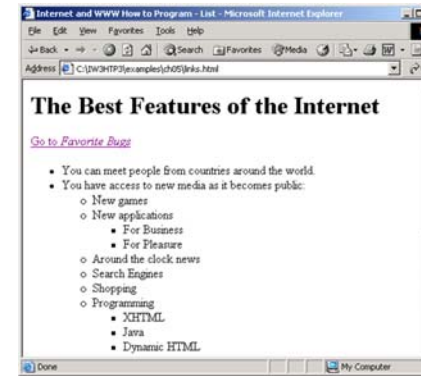 Internet and WWW How to Program - List - Microsoft Internet Explorer
File Edit View Favorites Tools Help
Back Search Favorites Media
Address C:\IW3HTP3\examples\ch05\links.html
The Best Features of the Internet
Go to Favorite Bugs
You can meet people from countries around the world.
You have access to new media as it becomes public:
New games
New applications
For Business
For Pleasure
Around the clock news
Search Engines
Shopping
Programming
XHTML
Java
Dynamic HTML
Done My Computer